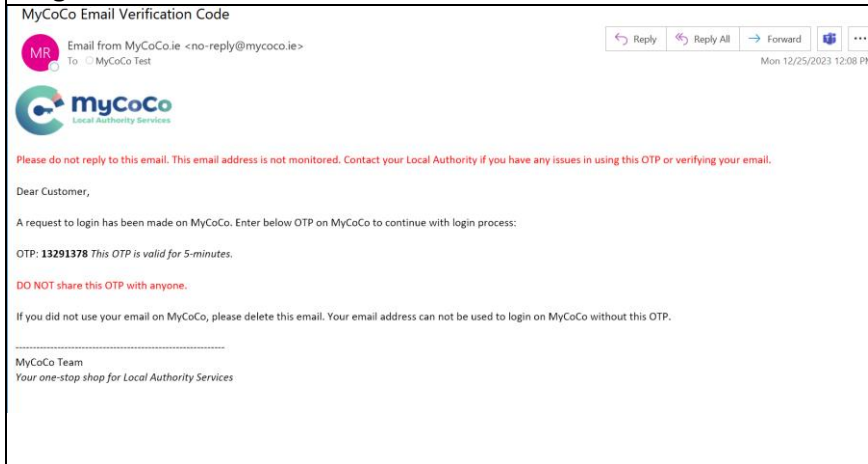 MyCoCo Email Verification Code
MR
Email from MyCoCo.ie <no-reply@mycoco.ie>
To MyCoCo Test
Reply
Reply All
Forward
Mon 12/25/2023 12:08 PM
myCoCo
Local Authority Services
Please do not reply to this email. This email address is not monitored. Contact your Local Authority if you have any issues in using this OTP or verifying your email.
Dear Customer,
A request to login has been made on MyCoCo. Enter below OTP on MyCoCo to continue with login process:
OTP: 13291378 This OTP is valid for 5-minutes.
DO NOT share this OTP with anyone.
If you did not use your email on MyCoCo, please delete this email. Your email address can not be used to login on MyCoCo without this OTP.
------------------------------------------------------------
MyCoCo Team
Your one-stop shop for Local Authority Services